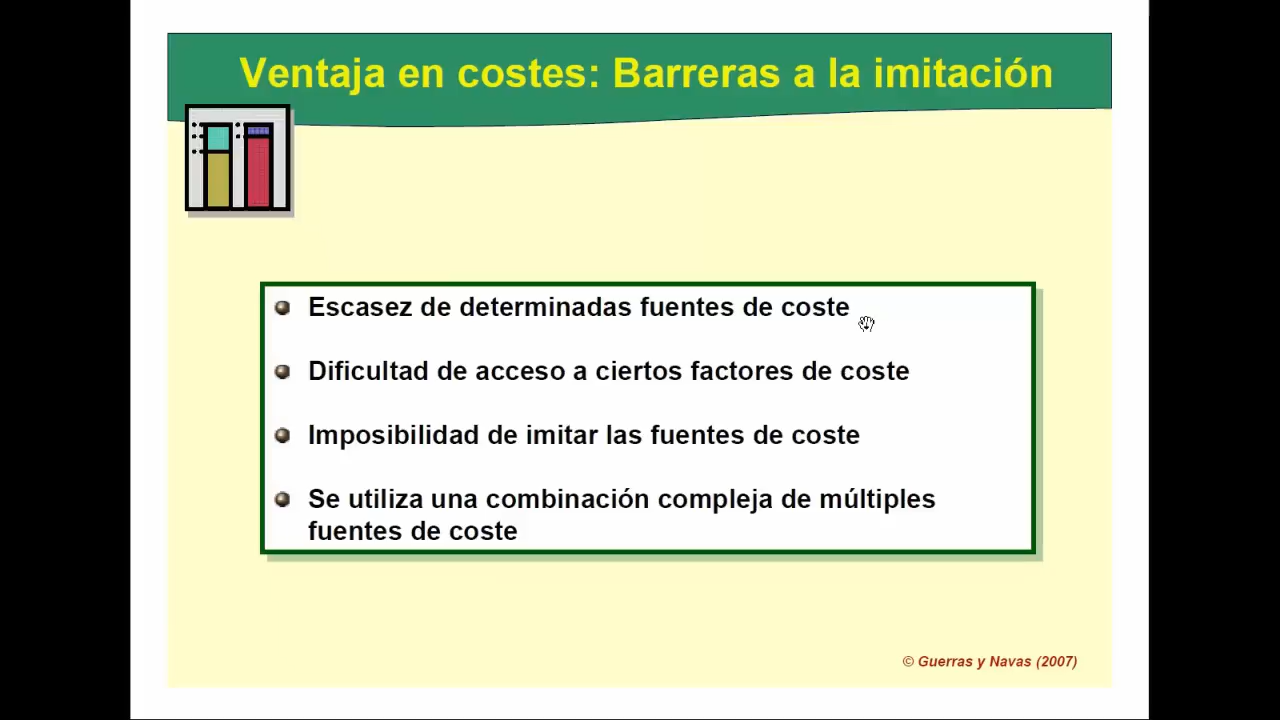 Ventaja en costes: Barreras a la imitación
Escasez de determinadas fuentes de coste
Dificultad de acceso a ciertos factores de coste
Imposibilidad de imitar las fuentes de coste
Se utiliza una combinación compleja de múltiples
fuentes de coste
© Guerras y Navas (2007)